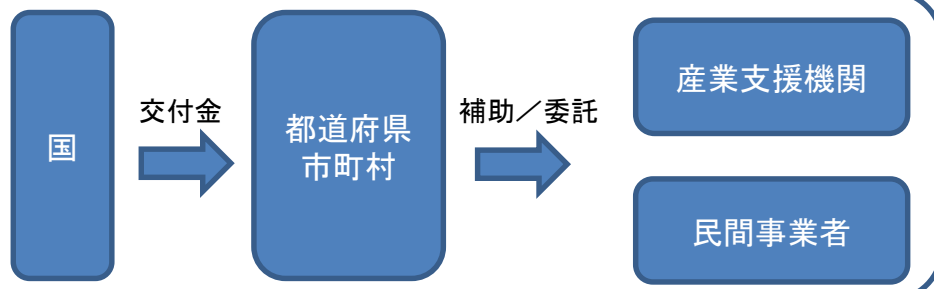 国
交付金
都道府県
市町村
補助／委託
産業支援機関
民間事業者